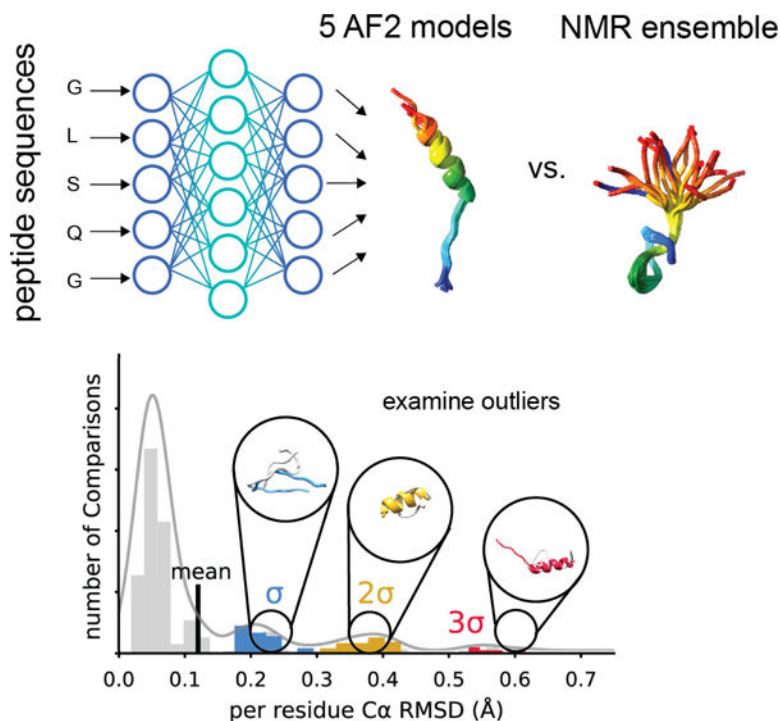 5 AF2 models
NMR ensemble
peptide sequences
G
L
S
Q
G
vs.
number of Comparisons
examine outliers
mean
σ
2σ
3σ
0.0 0.1 0.2 0.3 0.4 0.5 0.6 0.7
per residue Cα RMSD (Å)